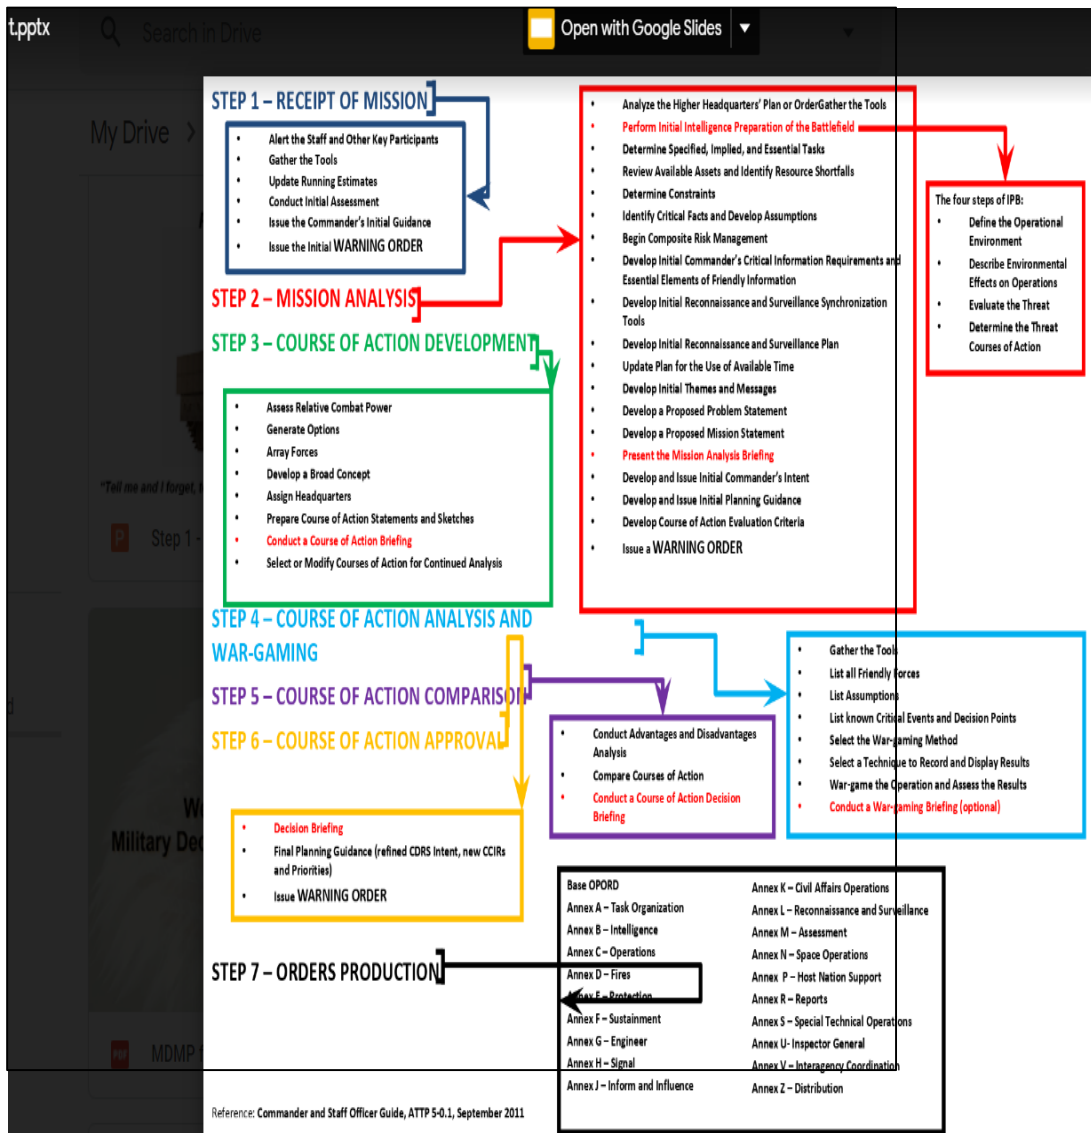 t.pptx
Search in Drive
Open with Google Slides
My Drive >
STEP 1 – RECEIPT OF MISSION
• Alert the Staff and Other Key Participants
• Gather the Tools
• Update Running Estimates
• Conduct Initial Assessment
• Issue the Commander's Initial Guidance
• Issue the Initial WARNING ORDER
STEP 2 – MISSION ANALYSIS
• Analyze the Higher Headquarters' Plan or OrderGather the Tools
• Perform Initial Intelligence Preparation of the Battlefield
• Determine Specified, Implied, and Essential Tasks
• Review Available Assets and Identify Resource Shortfalls
• Determine Constraints
• Identify Critical Facts and Develop Assumptions
• Begin Composite Risk Management
• Develop Initial Commander's Critical Information Requirements and
Essential Elements of Friendly Information
• Develop Initial Reconnaissance and Surveillance Synchronization
Tools
• Develop Initial Reconnaissance and Surveillance Plan
• Update Plan for the Use of Available Time
• Develop Initial Themes and Messages
• Develop a Proposed Problem Statement
• Develop a Proposed Mission Statement
• Present the Mission Analysis Briefing
• Develop and Issue Initial Commander's Intent
• Develop and Issue Initial Planning Guidance
• Develop Course of Action Evaluation Criteria
• Issue a WARNING ORDER
The four steps of IPB:
• Define the Operational
Environment
• Describe Environmental
Effects on Operations
• Evaluate the Threat
• Determine the Threat
Courses of Action
STEP 3 – COURSE OF ACTION DEVELOPMENT
• Assess Relative Combat Power
• Generate Options
• Array Forces
• Develop a Broad Concept
• Assign Headquarters
• Prepare Course of Action Statements and Sketches
• Conduct a Course of Action Briefing
• Select or Modify Courses of Action for Continued Analysis
"Tell me and I forget,
P Step 1 -
STEP 4 – COURSE OF ACTION ANALYSIS AND
WAR-GAMING
• Gather the Tools
• List all Friendly Forces
• List Assumptions
• List known Critical Events and Decision Points
• Select the War-gaming Method
• Select a Technique to Record and Display Results
• War-game the Operation and Assess the Results
• Conduct a War-gaming Briefing (optional)
STEP 5 – COURSE OF ACTION COMPARISON
• Conduct Advantages and Disadvantages
Analysis
• Compare Courses of Action
• Conduct a Course of Action Decision
Briefing
STEP 6 – COURSE OF ACTION APPROVAL
• Decision Briefing
• Final Planning Guidance (refined CDRS Intent, new CCIRs
and Priorities)
• Issue WARNING ORDER
We
Military Dec
STEP 7 – ORDERS PRODUCTION
Base OPORD
Annex A – Task Organization
Annex B – Intelligence
Annex C – Operations
Annex D – Fires
Annex E – Protection
Annex F – Sustainment
Annex G – Engineer
Annex H – Signal
Annex J – Inform and Influence
Annex K – Civil Affairs Operations
Annex L – Reconnaissance and Surveillance
Annex M – Assessment
Annex N – Space Operations
Annex P – Host Nation Support
Annex R – Reports
Annex S – Special Technical Operations
Annex U- Inspector General
Annex V – Interagency Coordination
Annex Z – Distribution
PDF MDMP
Reference: Commander and Staff Officer Guide, ATTP 5-0.1, September 2011